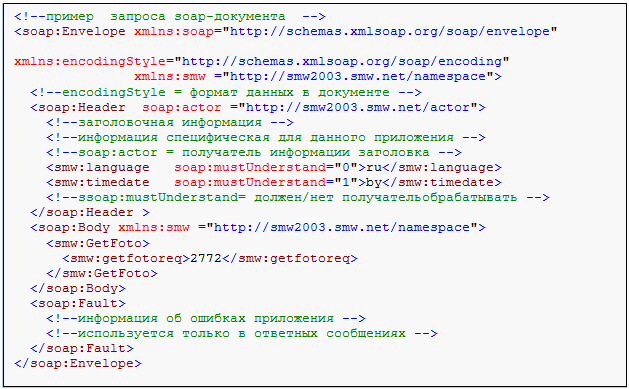 <!--пример  запроса soap-документа  -->
<soap:Envelope xmlns:soap="http://schemas.xmlsoap.org/soap/envelope"
xmlns:encodingStyle="http://schemas.xmlsoap.org/soap/encoding"
xmlns:smw ="http://smw2003.smw.net/namespace">
<!--encodingStyle = формат данных в документе -->
<soap:Header  soap:actor ="http://smw2003.smw.net/actor">
<!--заголовочная информация -->
<!--информация специфическая для данного приложения -->
<!--soap:actor = получатель информации заголовка -->
<smw:language   soap:mustUnderstand="0">ru</smw:language>
<smw:timedate   soap:mustUnderstand="1">by</smw:timedate>
<!--ssoap:mustUnderstand= должен/нет получательобрабатывать -->
</soap:Header >
<soap:Body xmlns:smw ="http://smw2003.smw.net/namespace">
<smw:GetFoto>
<smw:getfotoreq>2772</smw:getfotoreq>
</smw:GetFoto>
</soap:Body>
<soap:Fault>
<!--информация об ошибках приложения -->
<!--используется только в ответных сообщениях -->
</soap:Fault>
</soap:Envelope>